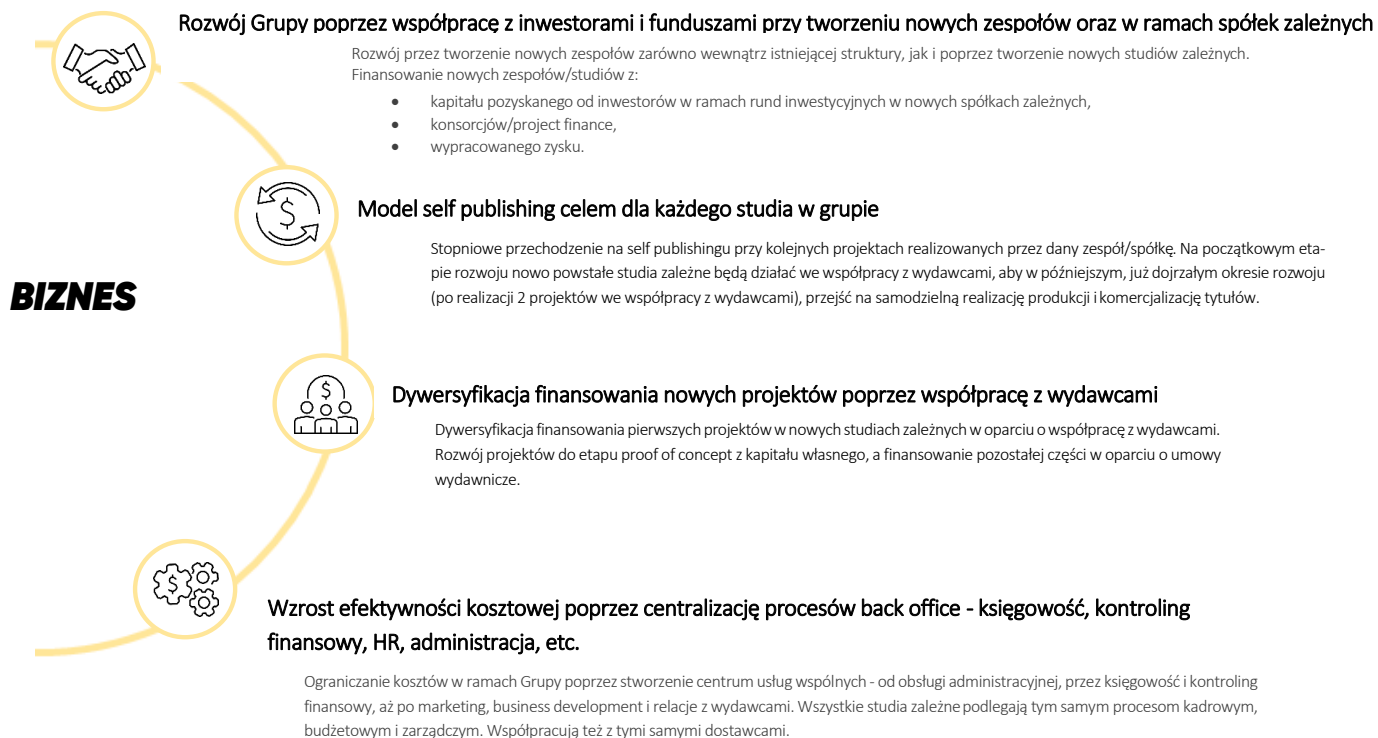 Rozwój Grupy poprzez współpracę z inwestorami i funduszami przy tworzeniu nowych zespołów oraz w ramach spółek zależnych
Rozwój przez tworzenie nowych zespołów zarówno wewnątrz istniejącej struktury, jak i poprzez tworzenie nowych studiów zależnych.
Finansowanie nowych zespołów/studiów z:
• kapitału pozyskanego od inwestorów w ramach rund inwestycyjnych w nowych spółkach zależnych,
• konsorcjów/project finance,
• wypracowanego zysku.
Model self publishing celem dla każdego studia w grupie
Stopniowe przechodzenie na self publishingu przy kolejnych projektach realizowanych przez dany zespół/spółkę. Na początkowym eta-
pie rozwoju nowo powstałe studia zależne będą działać we współpracy z wydawcami, aby w późniejszym, już dojrzałym okresie rozwoju
(po realizacji 2 projektów we współpracy z wydawcami), przejść na samodzielną realizację produkcji i komercjalizację tytułów.
BIZNES
Dywersyfikacja finansowania nowych projektów poprzez współpracę z wydawcami
Dywersyfikacja finansowania pierwszych projektów w nowych studiach zależnych w oparciu o współpracę z wydawcami.
Rozwój projektów do etapu proof of concept z kapitału własnego, a finansowanie pozostałej części w oparciu o umowy
wydawnicze.
Wzrost efektywności kosztowej poprzez centralizację procesów back office - księgowość, kontroling
finansowy, HR, administracja, etc.
Ograniczanie kosztów w ramach Grupy poprzez stworzenie centrum usług wspólnych - od obsługi administracyjnej, przez księgowość i kontroling
finansowy, aż po marketing, business development i relacje z wydawcami. Wszystkie studia zależne podlegają tym samym procesom kadrowym,
budżetowym i zarządczym. Współpracują też z tymi samymi dostawcami.